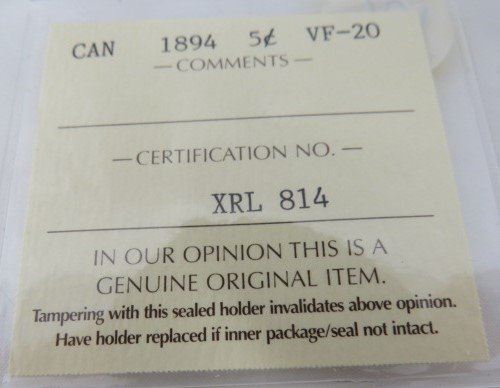 CAN 1894 5¢ VF-20
— COMMENTS —
— CERTIFICATION NO. —
XRL 814
IN OUR OPINION THIS IS A
GENUINE ORIGINAL ITEM.
Tampering with this sealed holder invalidates above opinion.
Have holder replaced if inner package/seal not intact.